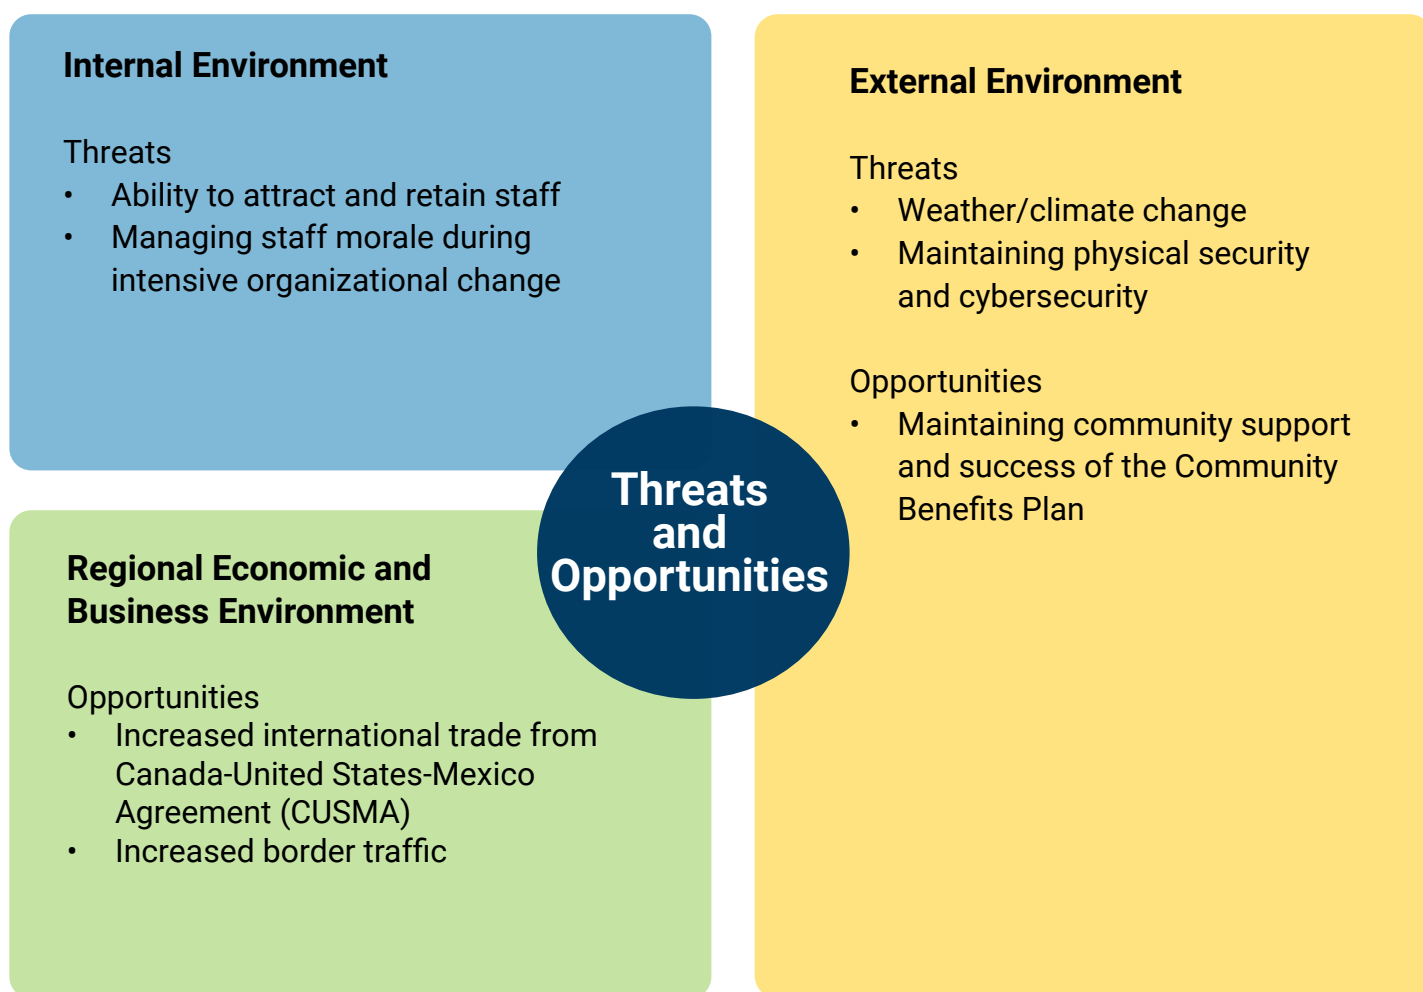 Internal Environment
Threats
• Ability to attract and retain staff
• Managing staff morale during
intensive organizational change
Regional Economic and
Business Environment
Opportunities
• Increased international trade from
Canada-United States-Mexico
Agreement (CUSMA)
• Increased border traffic
Threats
and
Opportunities
External Environment
Threats
• Weather/climate change
• Maintaining physical security
and cybersecurity
Opportunities
• Maintaining community support
and success of the Community
Benefits Plan